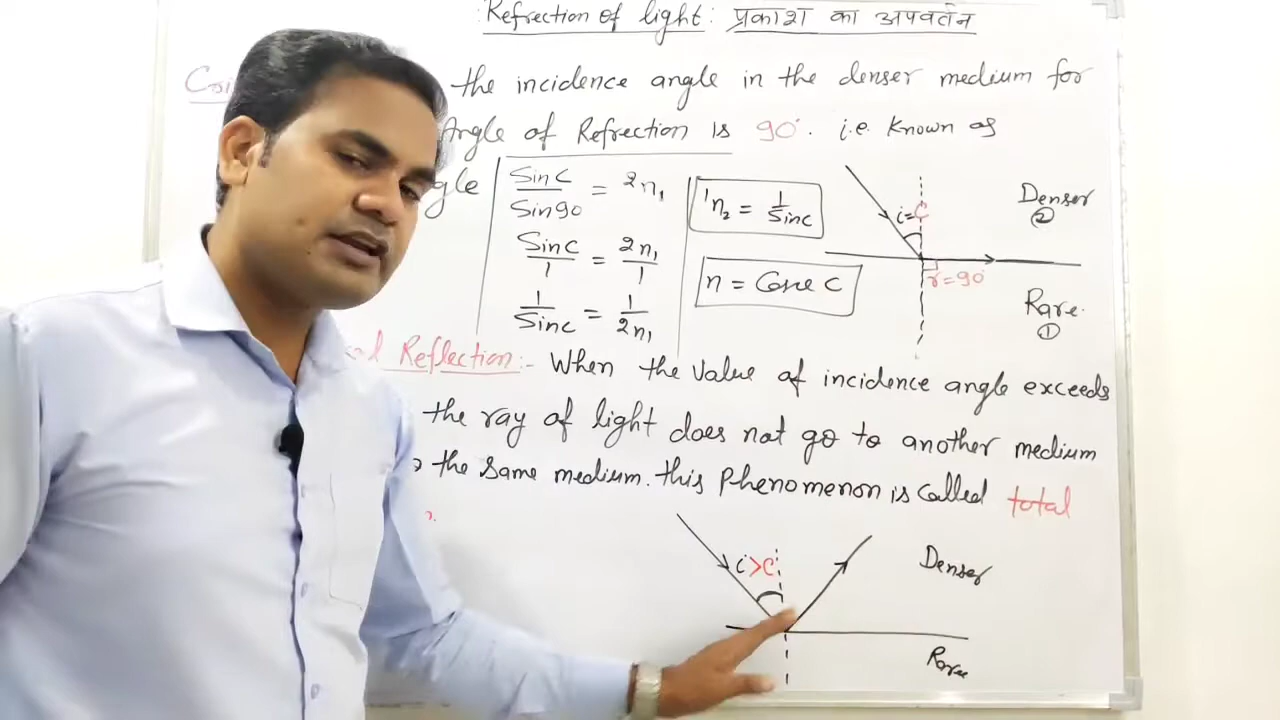 Refrection of light: प्रकाश का अपवर्तन
the incidence angle in the denser medium for
Angle of Refrection is 90°. i.e. Known as
gle
Sin C / Sin 90 = 2n1
Sin C / 1 = 2n1 / 1
1 / Sin C = 1 / 2n1
1n2 = 1 / Sin C
n = Cosec C
i=C
r=90°
Denser
②
Rare.
①
Reflection:- When the value of incidence angle exceeds
the ray of light does not go to another medium
the same medium. this Phenomenon is called total
i>C
Denser
Rare